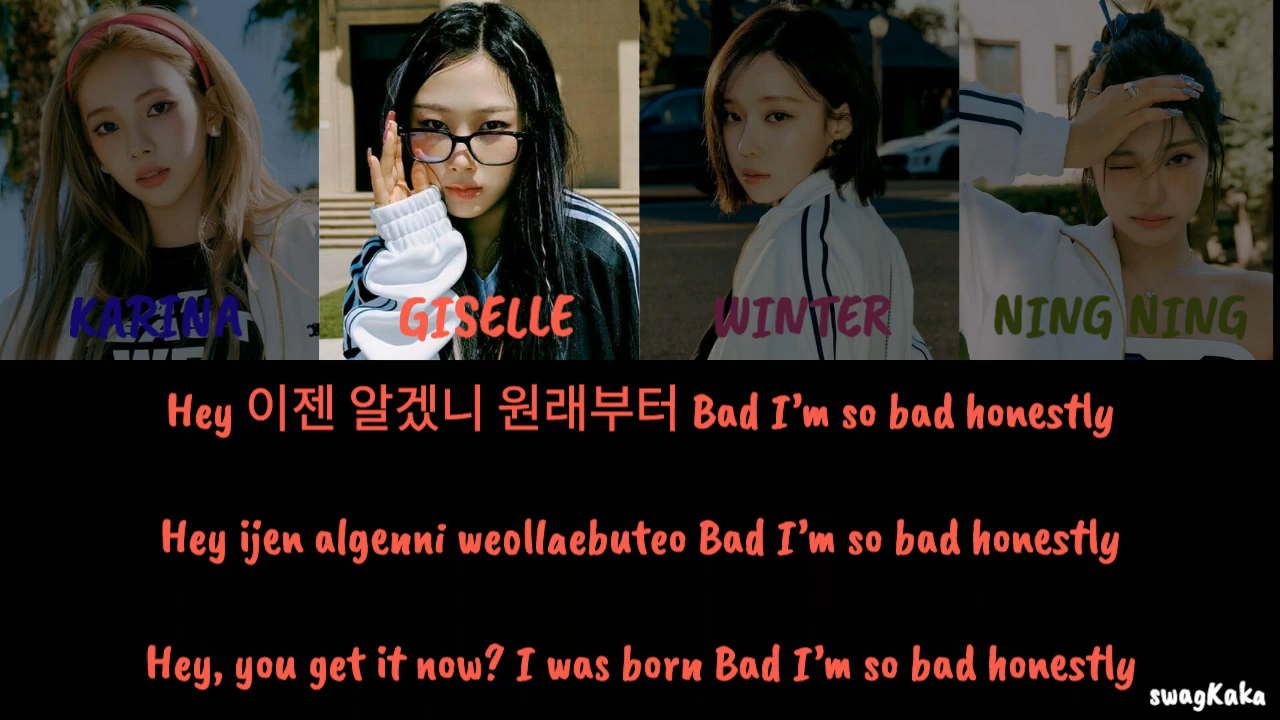 KARINA
GISELLE
WINTER
NING NING
Hey 이젠 알겠니 원래부터 Bad I’m so bad honestly
Hey ijen algenni weollaebuteo Bad I’m so bad honestly
Hey, you get it now? I was born Bad I’m so bad honestly
swagKaka